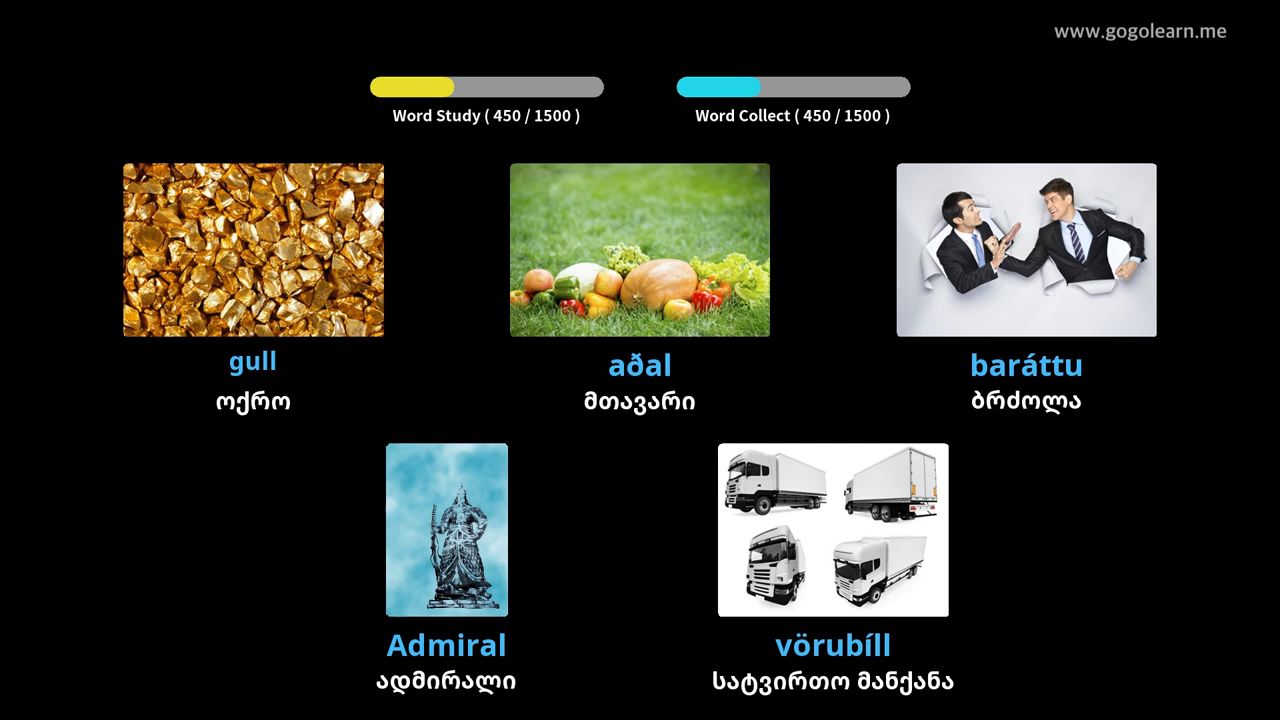 www.gogolearn.me
Word Study ( 450 / 1500 )
Word Collect ( 450 / 1500 )
gull
aðal
baráttu
ოქრო
მთავარი
ბრძოლა
Admiral
vörubíll
ადმირალი
სატვირთო მანქანა